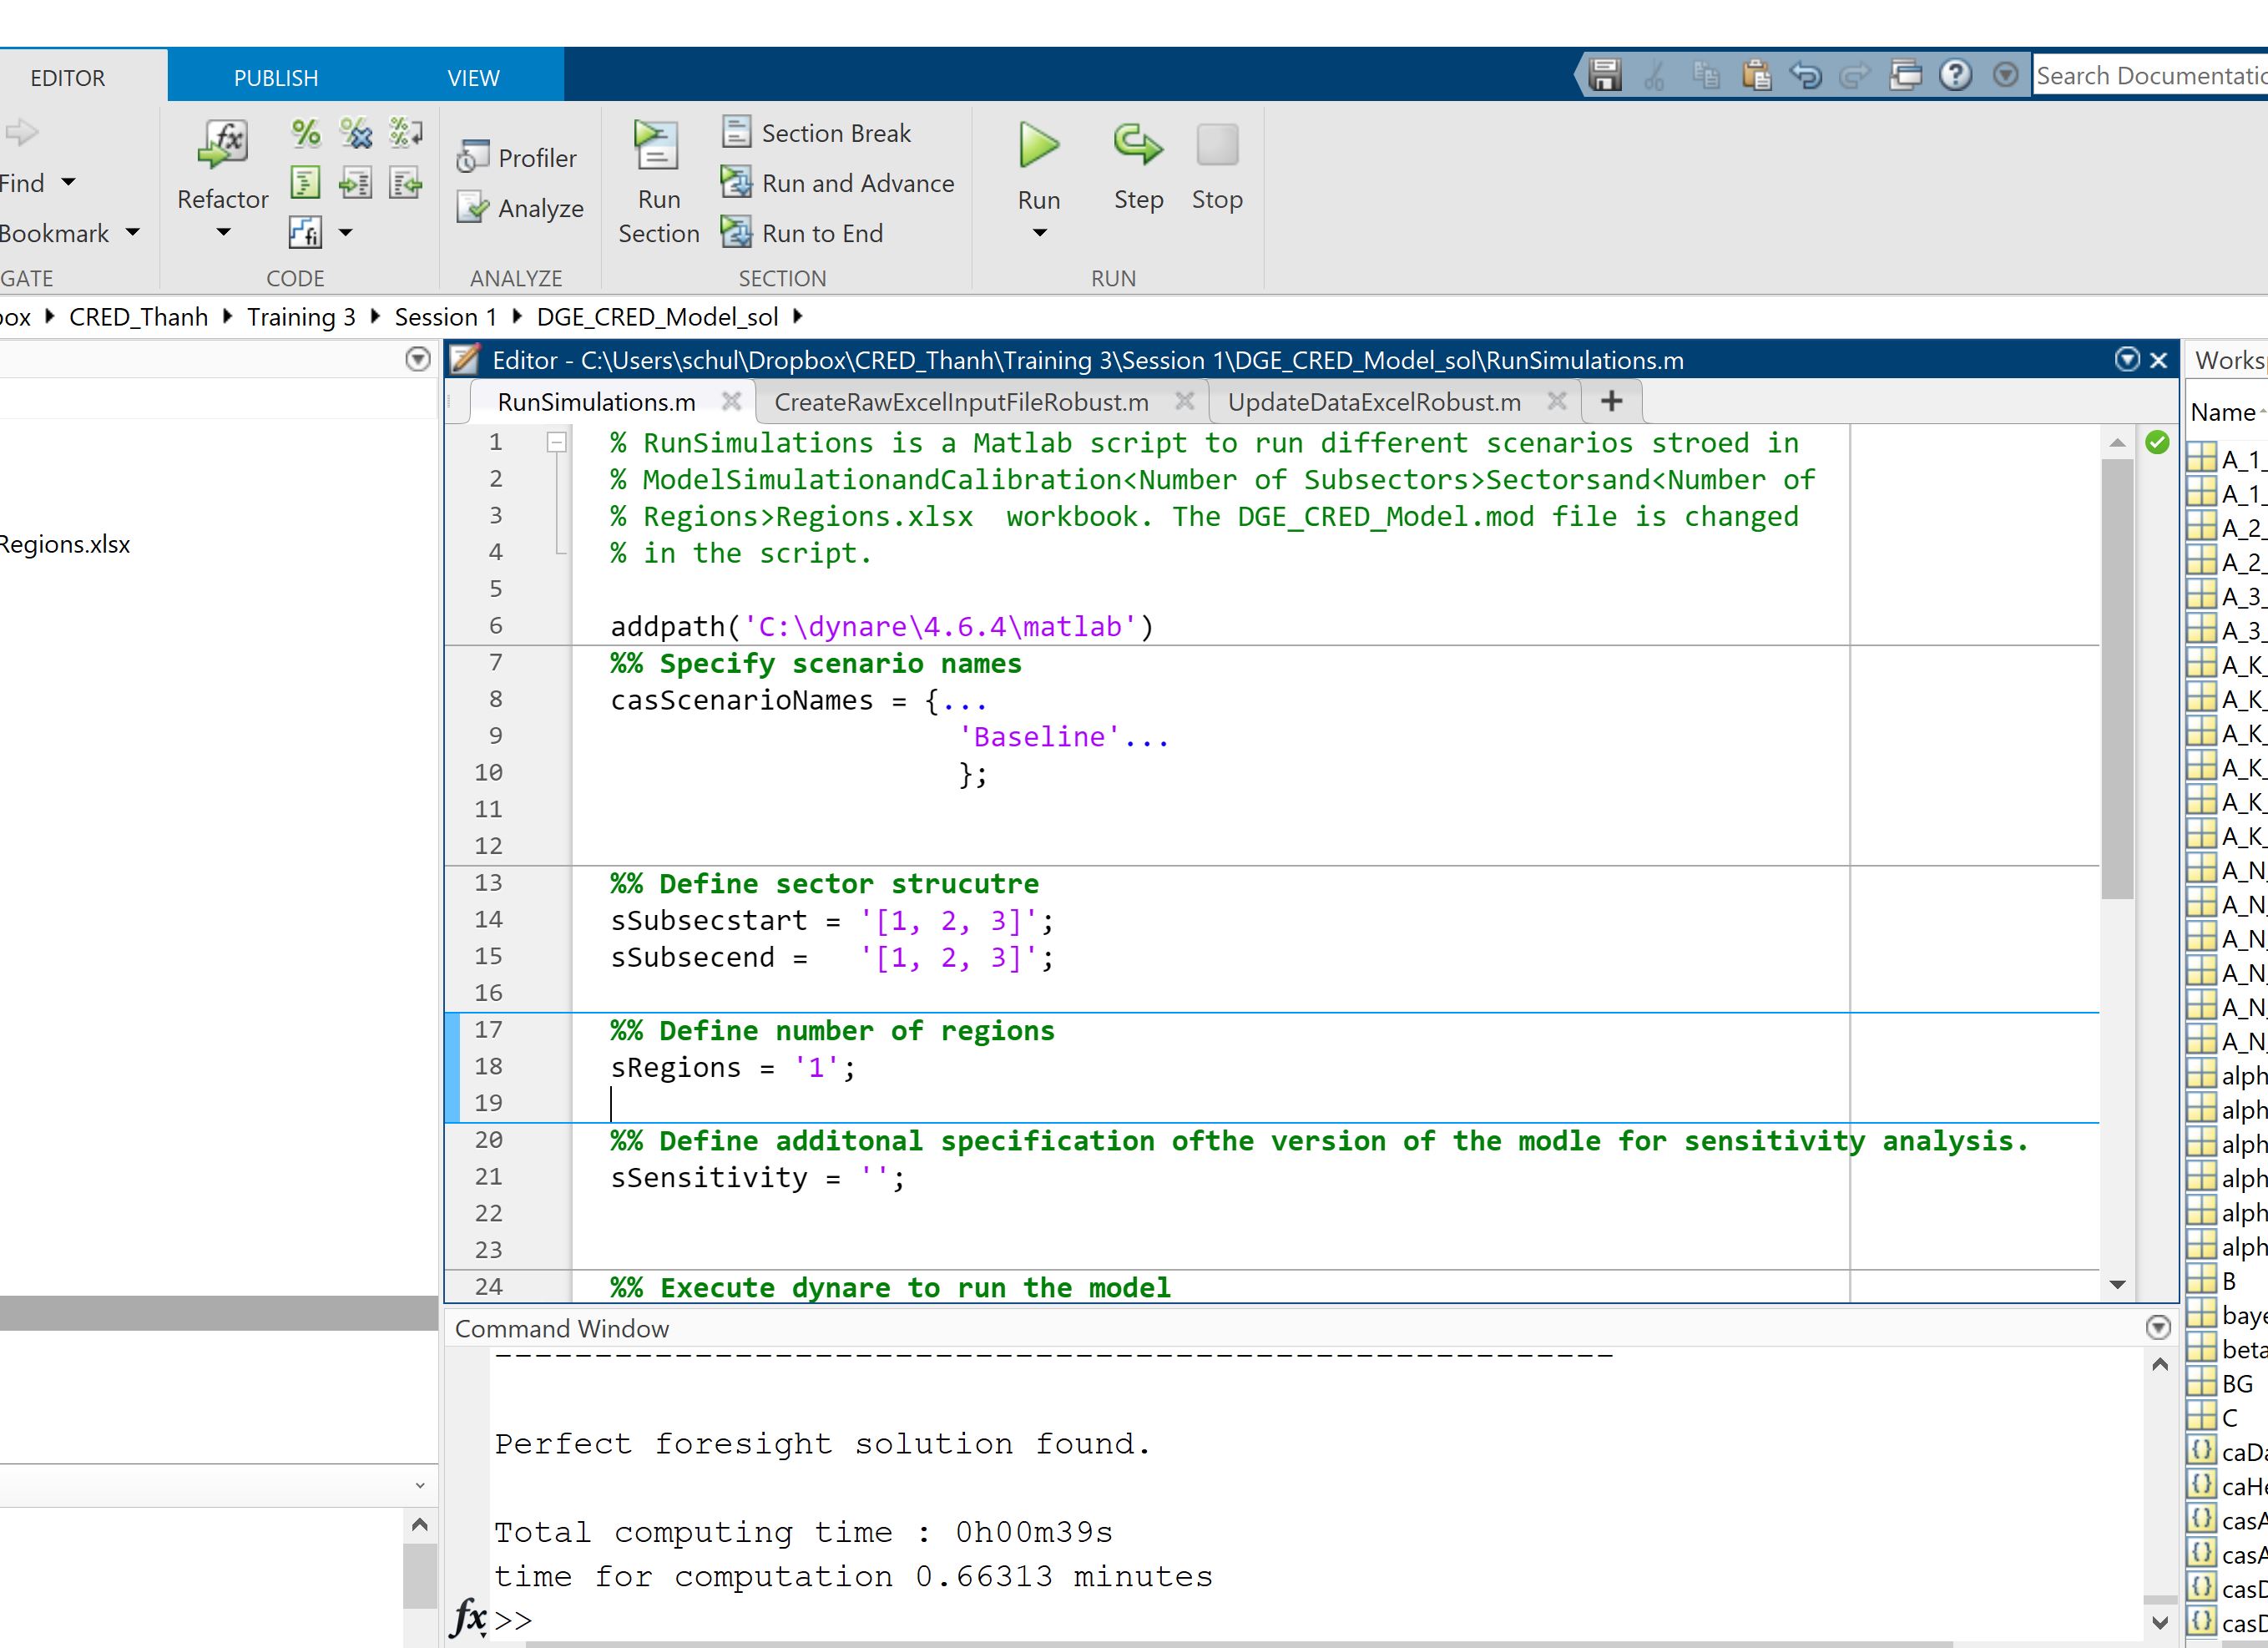 EDITOR PUBLISH VIEW
Search Documentatio
Find
Bookmark
GATE
Refactor
CODE
Profiler
Analyze
ANALYZE
Run
Section
Section Break
Run and Advance
Run to End
SECTION
Run Step Stop
RUN
box CRED_Thanh Training 3 Session 1 DGE_CRED_Model_sol
Regions.xlsx
Editor - C:\Users\schul\Dropbox\CRED_Thanh\Training 3\Session 1\DGE_CRED_Model_sol\RunSimulations.m
RunSimulations.m CreateRawExcelInputFileRobust.m UpdateDataExcelRobust.m +
1 % RunSimulations is a Matlab script to run different scenarios stroed in
2 % ModelSimulationandCalibration<Number of Subsectors>Sectorsand<Number of
3 % Regions>Regions.xlsx  workbook. The DGE_CRED_Model.mod file is changed
4 % in the script.
5
6 addpath('C:\dynare\4.6.4\matlab')
7 %% Specify scenario names
8 casScenarioNames = {...
9 'Baseline'...
10 };
11
12
13 %% Define sector strucutre
14 sSubsecstart = '[1, 2, 3]';
15 sSubsecend =   '[1, 2, 3]';
16
17 %% Define number of regions
18 sRegions = '1';
19
20 %% Define additonal specification ofthe version of the modle for sensitivity analysis.
21 sSensitivity = '';
22
23
24 %% Execute dynare to run the model
Command Window
Perfect foresight solution found.
Total computing time : 0h00m39s
time for computation 0.66313 minutes
fx >>
Works
Name
A_1_
A_1_
A_2_
A_2_
A_3_
A_3_
A_K_
A_K_
A_K_
A_K_
A_K_
A_K_
A_N_
A_N_
A_N_
A_N_
A_N_
A_N_
alph
alph
alph
alph
alph
alph
B
baye
beta
BG
C
caDa
caHe
casA
casA
casD
casD